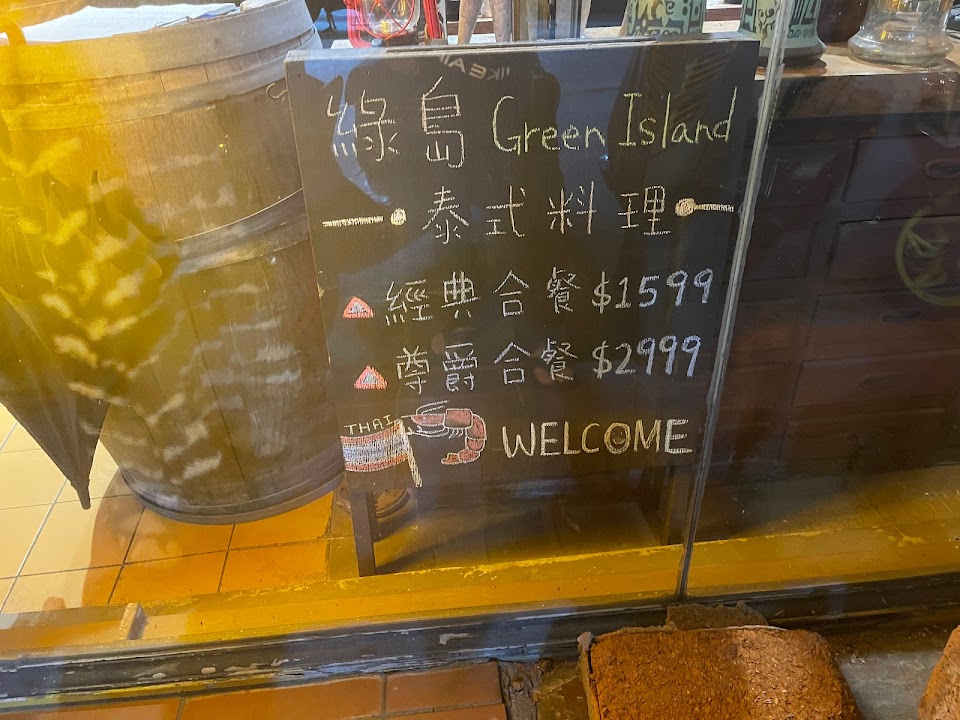 綠島 Green Island
泰式料理
經典合餐 $1599
尊爵合餐 $2999
THAI
WELCOME